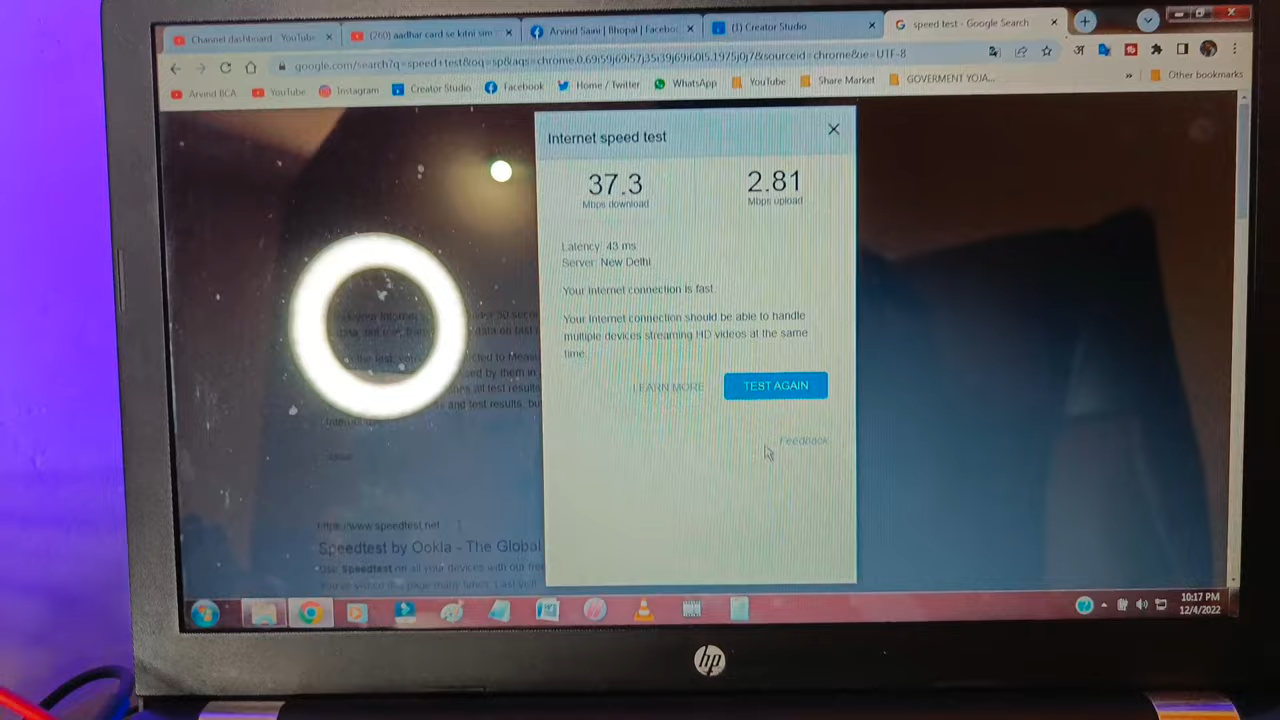 Channel dashboard - YouTube
(260) aadhar card se kitni sim
Arvind Saini | Bhopal | Facebo
(1) Creator Studio
speed test - Google Search
Arvind BCA
YouTube
Instagram
Creator Studio
Facebook
Home / Twitter
WhatsApp
YouTube
Share Market
GOVERMENT YOJA...
»
Other bookmarks
Internet speed test
37.3
2.81
Mbps download
Mbps upload
Latency: 43 ms
Server: New Delhi
Your Internet connection is fast.
Your Internet connection should be able to handle
multiple devices streaming HD videos at the same
time.
LEARN MORE
TEST AGAIN
Feedback
https://www.speedtest.net
Speedtest by Ookla - The Global
10:17 PM
12/4/2022
hp